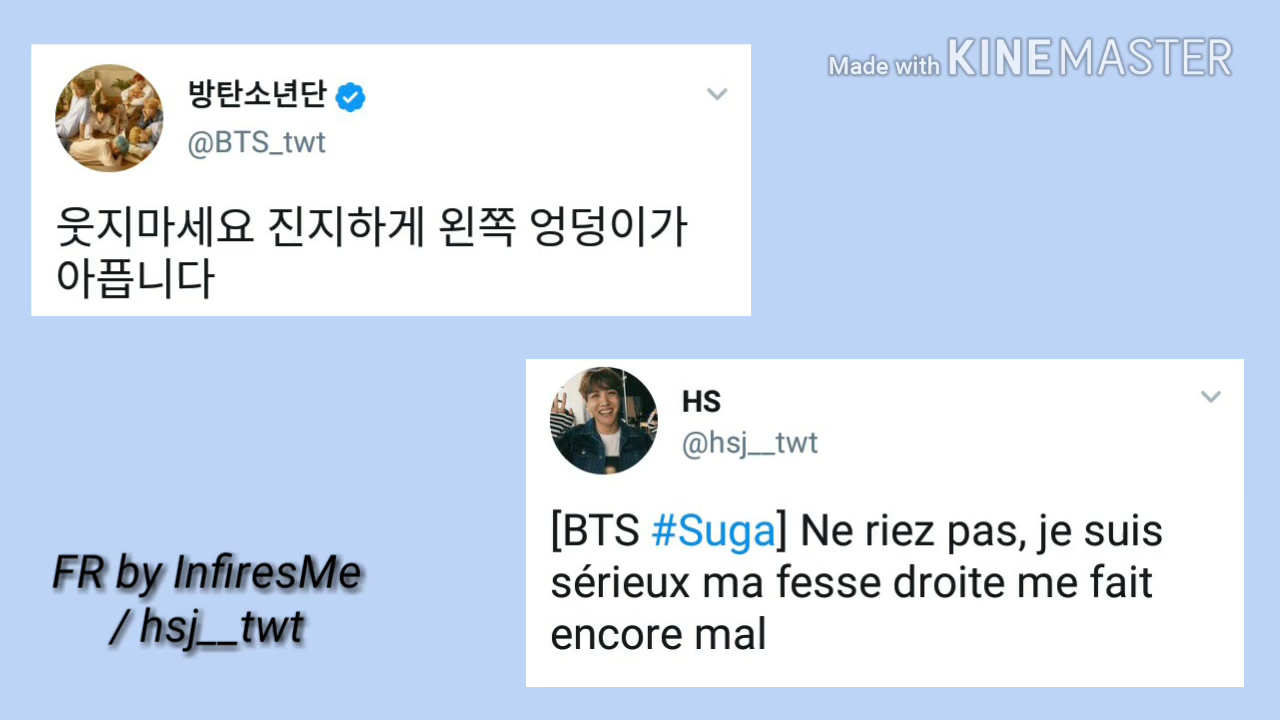 Made with KINEMASTER
방탄소년단
@BTS_twt
웃지마세요 진지하게 왼쪽 엉덩이가
아픕니다
HS
@hsj__twt
[BTS #Suga] Ne riez pas, je suis
sérieux ma fesse droite me fait
encore mal
FR by InfiresMe
/ hsj__twt